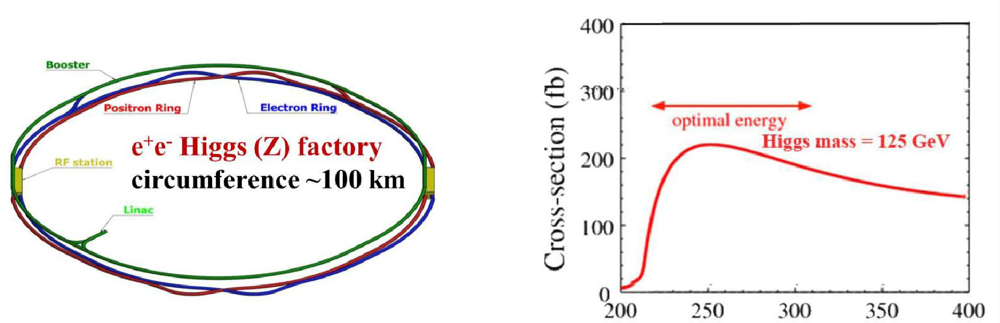 Booster
Positron Ring
Electron Ring
e+e- Higgs (Z) factory
RF station
circumference ~100 km
Linac
400
300
200
100
0
Cross-section (fb)
optimal energy
Higgs mass = 125 GeV
200 250 300 350 400